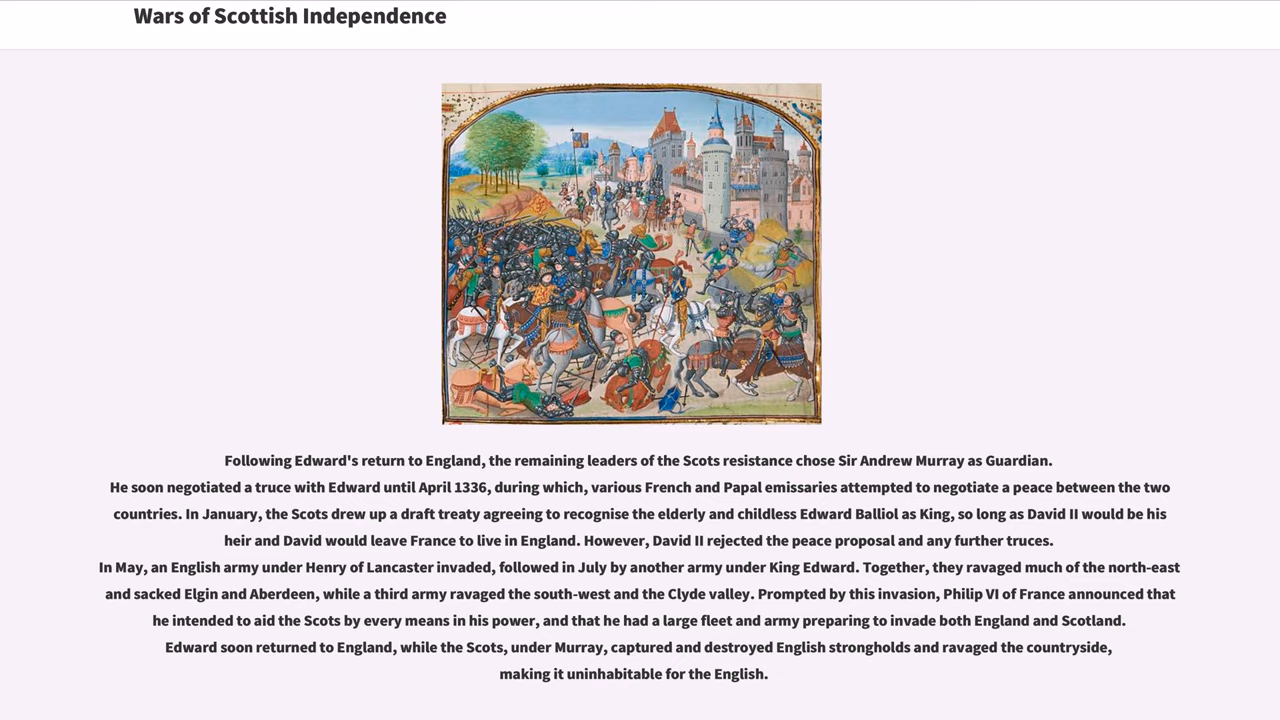 Wars of Scottish Independence
Following Edward's return to England, the remaining leaders of the Scots resistance chose Sir Andrew Murray as Guardian.
He soon negotiated a truce with Edward until April 1336, during which, various French and Papal emissaries attempted to negotiate a peace between the two
countries. In January, the Scots drew up a draft treaty agreeing to recognise the elderly and childless Edward Balliol as King, so long as David II would be his
heir and David would leave France to live in England. However, David II rejected the peace proposal and any further truces.
In May, an English army under Henry of Lancaster invaded, followed in July by another army under King Edward. Together, they ravaged much of the north-east
and sacked Elgin and Aberdeen, while a third army ravaged the south-west and the Clyde valley. Prompted by this invasion, Philip VI of France announced that
he intended to aid the Scots by every means in his power, and that he had a large fleet and army preparing to invade both England and Scotland.
Edward soon returned to England, while the Scots, under Murray, captured and destroyed English strongholds and ravaged the countryside,
making it uninhabitable for the English.